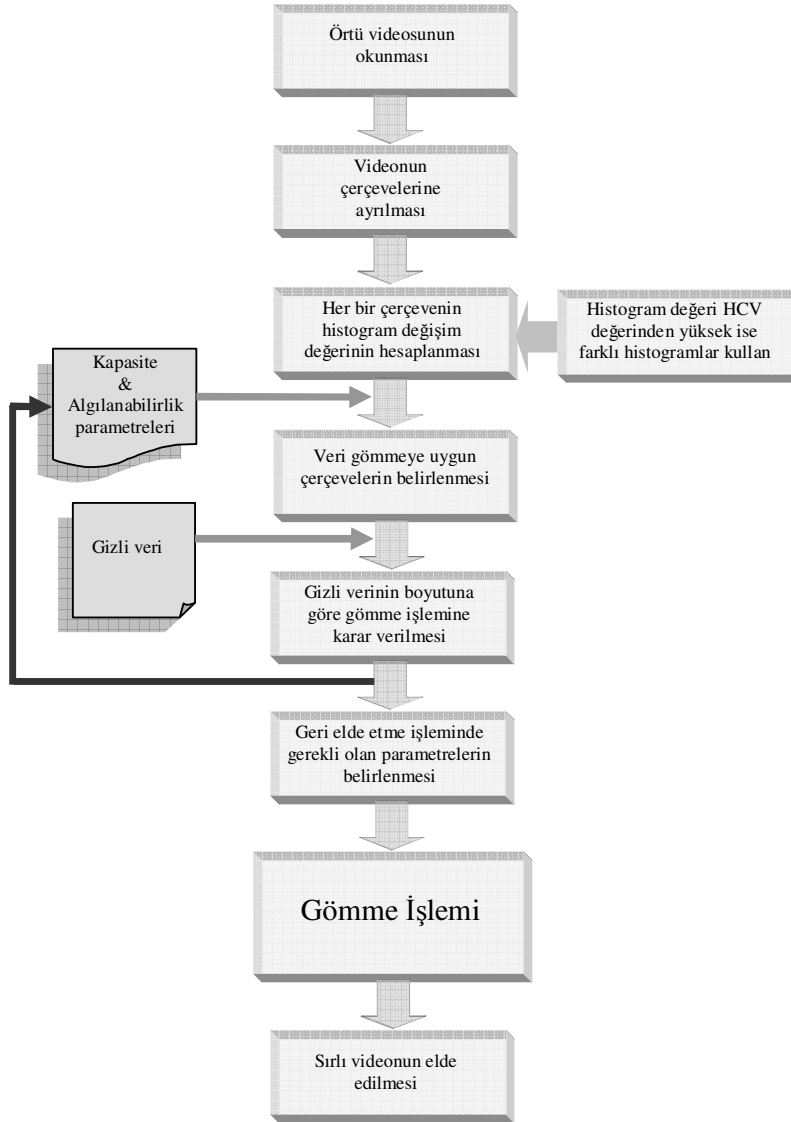 Örtü videosunun
okunması
Videonun
çerçevelerine
ayrılması
Her bir çerçevenin
histogram değişim
değerinin hesaplanması
Histogram değeri HCV
değerinden yüksek ise
farklı histogramlar kullan
Kapasite
&
Algılanabilirlik
parametreleri
Veri gömmeye uygun
çerçevelerin belirlenmesi
Gizli veri
Gizli verinin boyutuna
göre gömme işlemine
karar verilmesi
Geri elde etme işleminde
gerekli olan parametrelerin
belirlenmesi
Gömme İşlemi
Sırlı videonun elde
edilmesi